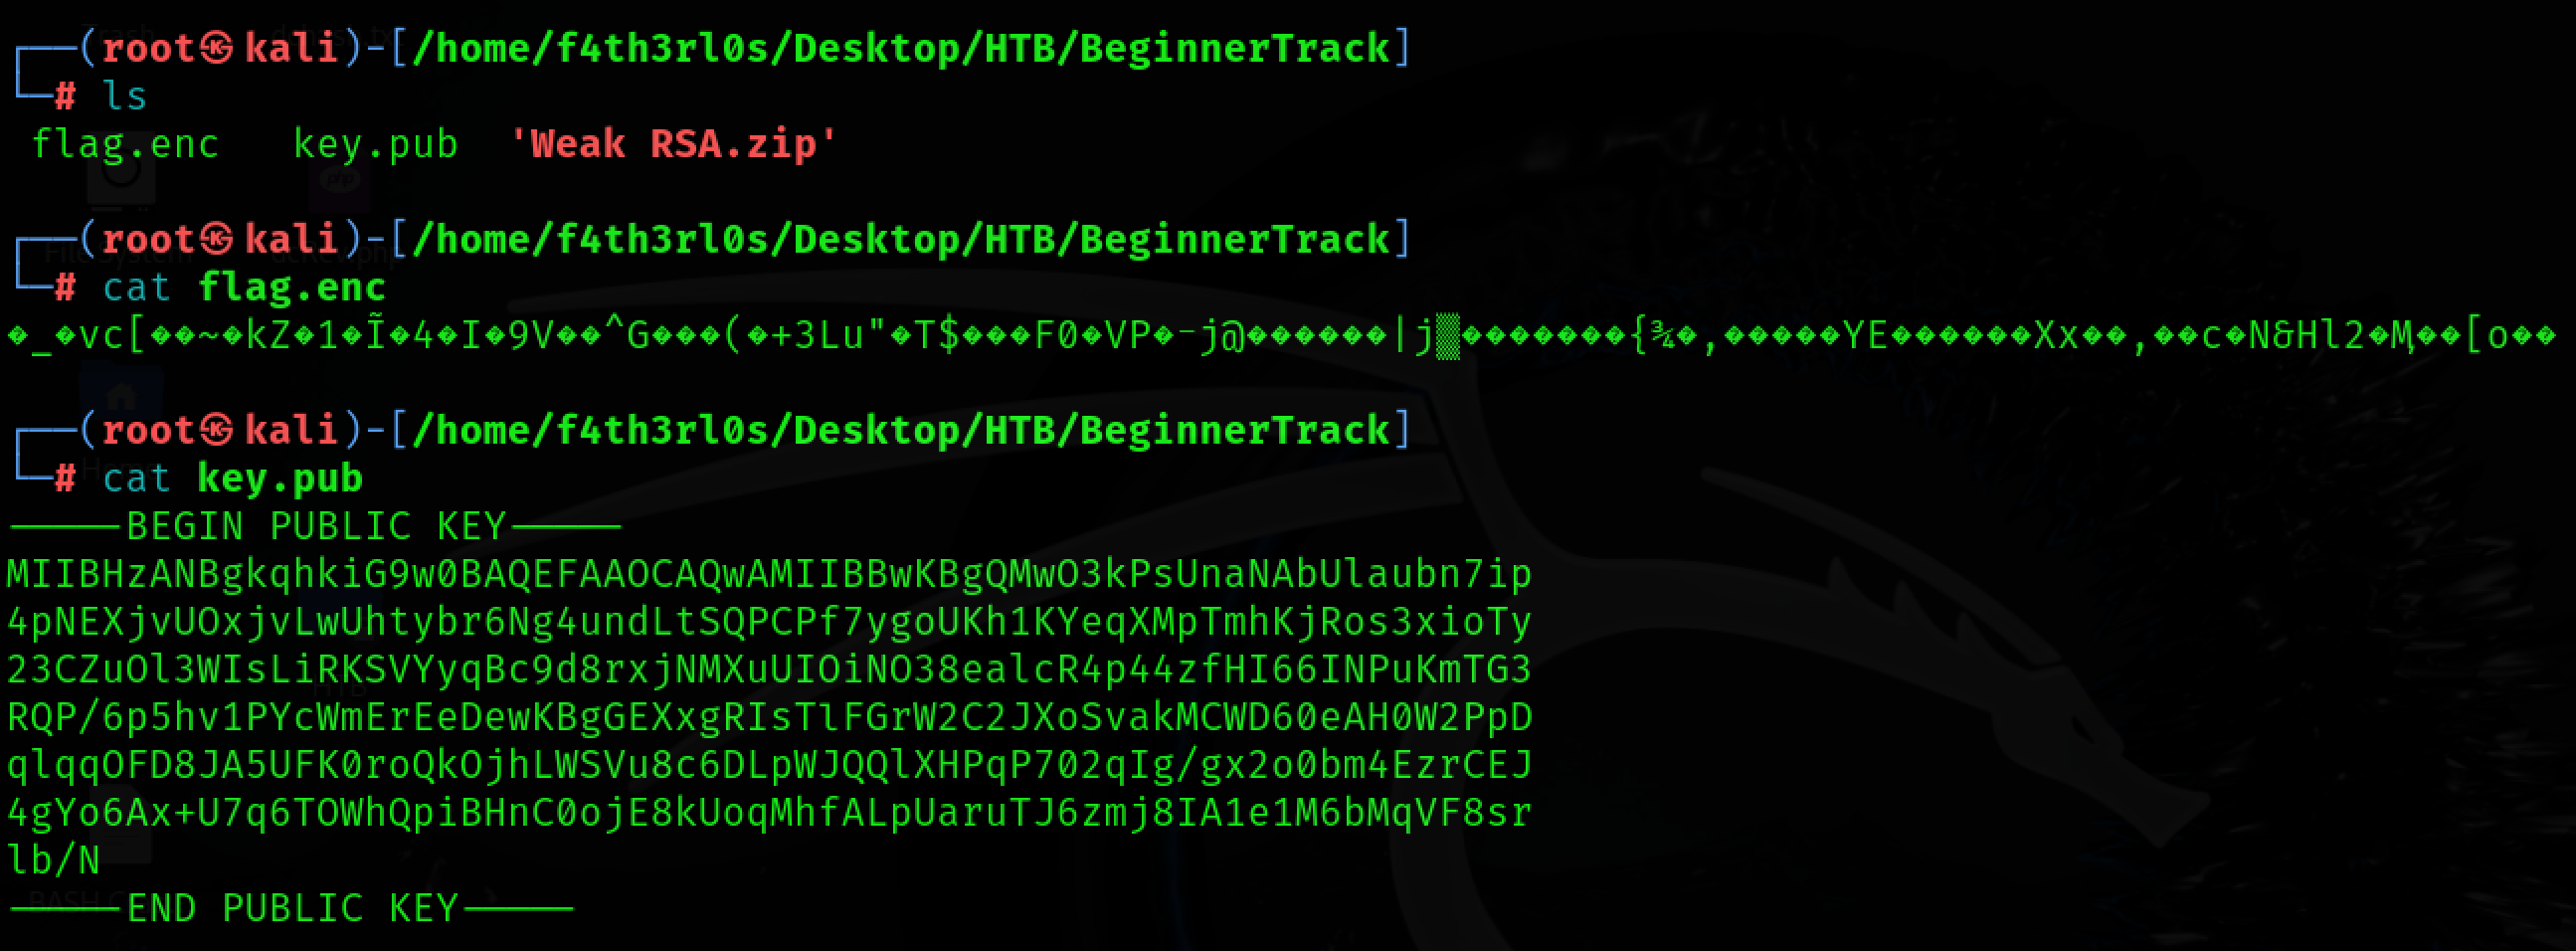 ┌──(root㉿kali)-[/home/f4th3rl0s/Desktop/HTB/BeginnerTrack]
└─# ls
flag.enc   key.pub  'Weak RSA.zip'
┌──(root㉿kali)-[/home/f4th3rl0s/Desktop/HTB/BeginnerTrack]
└─# cat flag.enc
�_�vc[��~�kZ�1�Ĩ�4�I�9V��^G���(�+3Lu"�T$���F0�VP�⁻j@������|j▒�������{¾�,�����YE������Xx��,��c�N&Hl2�Ϻ��[o��
┌──(root㉿kali)-[/home/f4th3rl0s/Desktop/HTB/BeginnerTrack]
└─# cat key.pub
-----BEGIN PUBLIC KEY-----
MIIBHzANBgkqhkiG9w0BAQEFAAOCAQwAMIIBBwKBgQMwO3kPsUnaNAbUlaubn7ip
4pNEXjvUOxjvLwUhtybr6Ng4undLtSQPCPf7ygoUKh1KYeqXMpTmhKjRos3xioTy
23CZuOl3WIsLiRKSVYyqBc9d8rxjNMXuUIOiNO38ealcR4p44zfHI66INPuKmTG3
RQP/6p5hv1PYcWmErEeDewKBgGEXxgRIsTlFGrW2C2JXoSvakMCWD60eAH0W2PpD
qlqqOFD8JA5UFK0roQkOjhLWSVu8c6DLpWJQQlXHPqP702qIg/gx2o0bm4EzrCEJ
4gYo6Ax+U7q6TOWhQpiBHnC0ojE8kUoqMhfALpUaruTJ6zmj8IA1e1M6bMqVF8sr
lb/N
-----END PUBLIC KEY-----